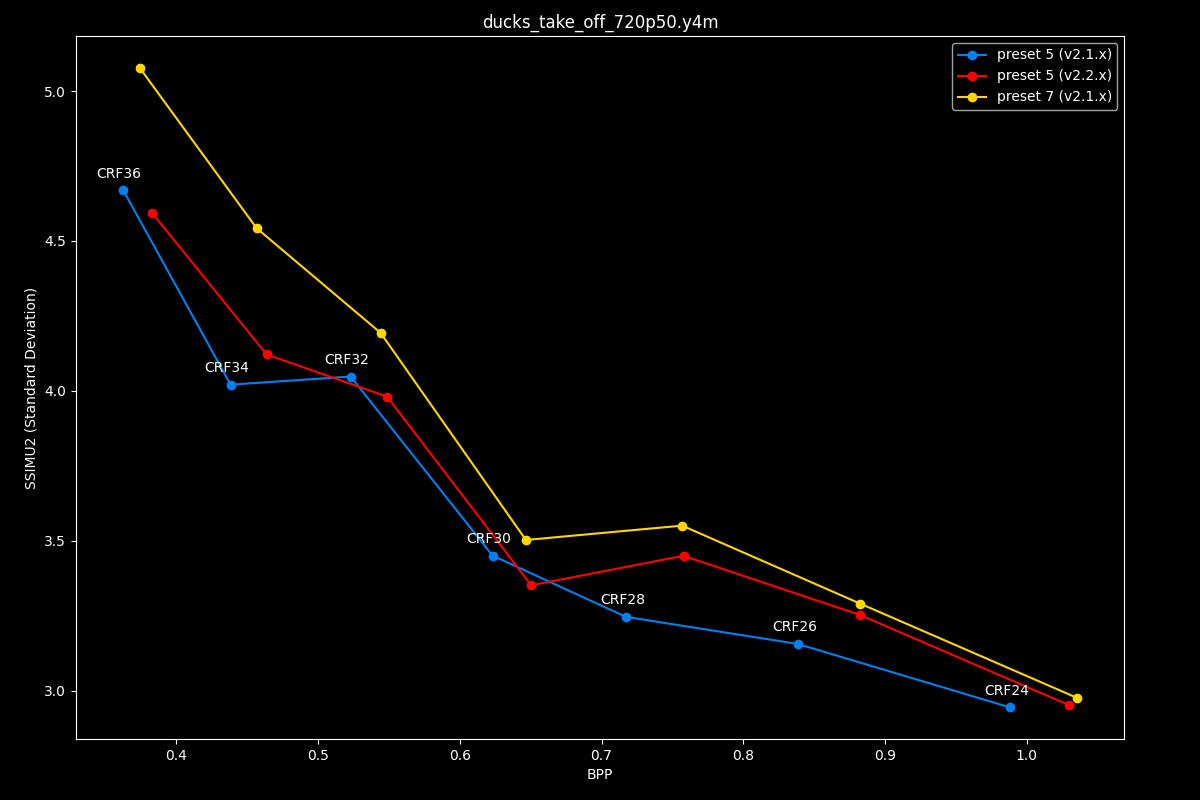 ducks_take_off_720p50.y4m
preset 5 (v2.1.x)
preset 5 (v2.2.x)
preset 7 (v2.1.x)
5.0
4.5
4.0
3.5
3.0
SSIMU2 (Standard Deviation)
CRF36
CRF34
CRF32
CRF30
CRF28
CRF26
CRF24
0.4
0.5
0.6
0.7
0.8
0.9
1.0
BPP